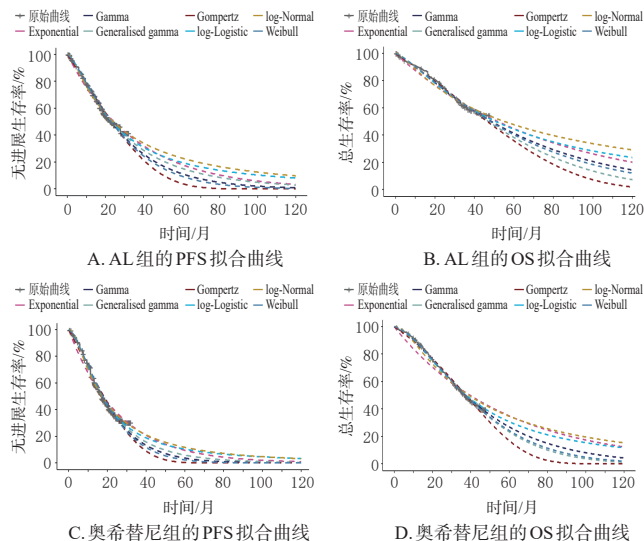 原始曲线 Gamma Gompertz log-Normal
Exponential Generalised gamma log-Logistic Weibull
无进展生存率/%
100
80
60
40
20
0
0 20 40 60 80 100 120
时间/月
A. AL组的PFS拟合曲线
原始曲线 Gamma Gompertz log-Normal
Exponential Generalised gamma log-Logistic Weibull
总生存率/%
100
80
60
40
20
0
0 20 40 60 80 100 120
时间/月
B. AL组的OS拟合曲线
原始曲线 Gamma Gompertz log-Normal
Exponential Generalised gamma log-Logistic Weibull
无进展生存率/%
100
80
60
40
20
0
0 20 40 60 80 100 120
时间/月
C. 奥希替尼组的PFS拟合曲线
原始曲线 Gamma Gompertz log-Normal
Exponential Generalised gamma log-Logistic Weibull
总生存率/%
100
80
60
40
20
0
0 20 40 60 80 100 120
时间/月
D. 奥希替尼组的OS拟合曲线